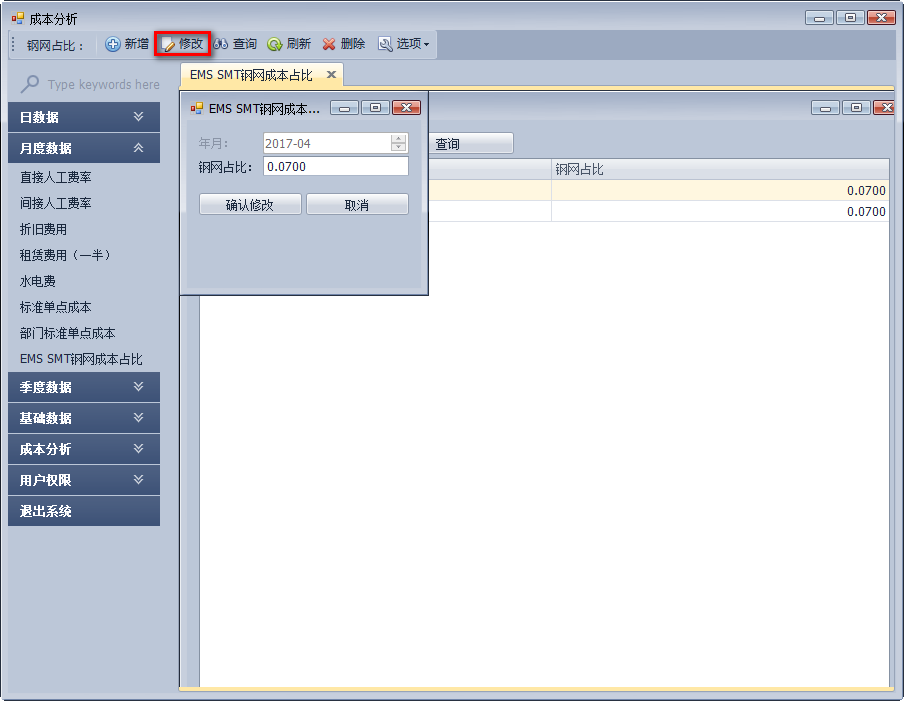 成本分析
钢网占比： 新增 修改 查询 刷新 删除 选项
Type keywords here
EMS SMT钢网成本占比
日数据
月度数据
直接人工费率
间接人工费率
折旧费用
租赁费用（一半）
水电费
标准单点成本
部门标准单点成本
EMS SMT钢网成本占比
季度数据
基础数据
成本分析
用户权限
退出系统
EMS SMT钢网成本...
年月： 2017-04
钢网占比： 0.0700
确认修改 取消
查询
钢网占比
0.0700
0.0700